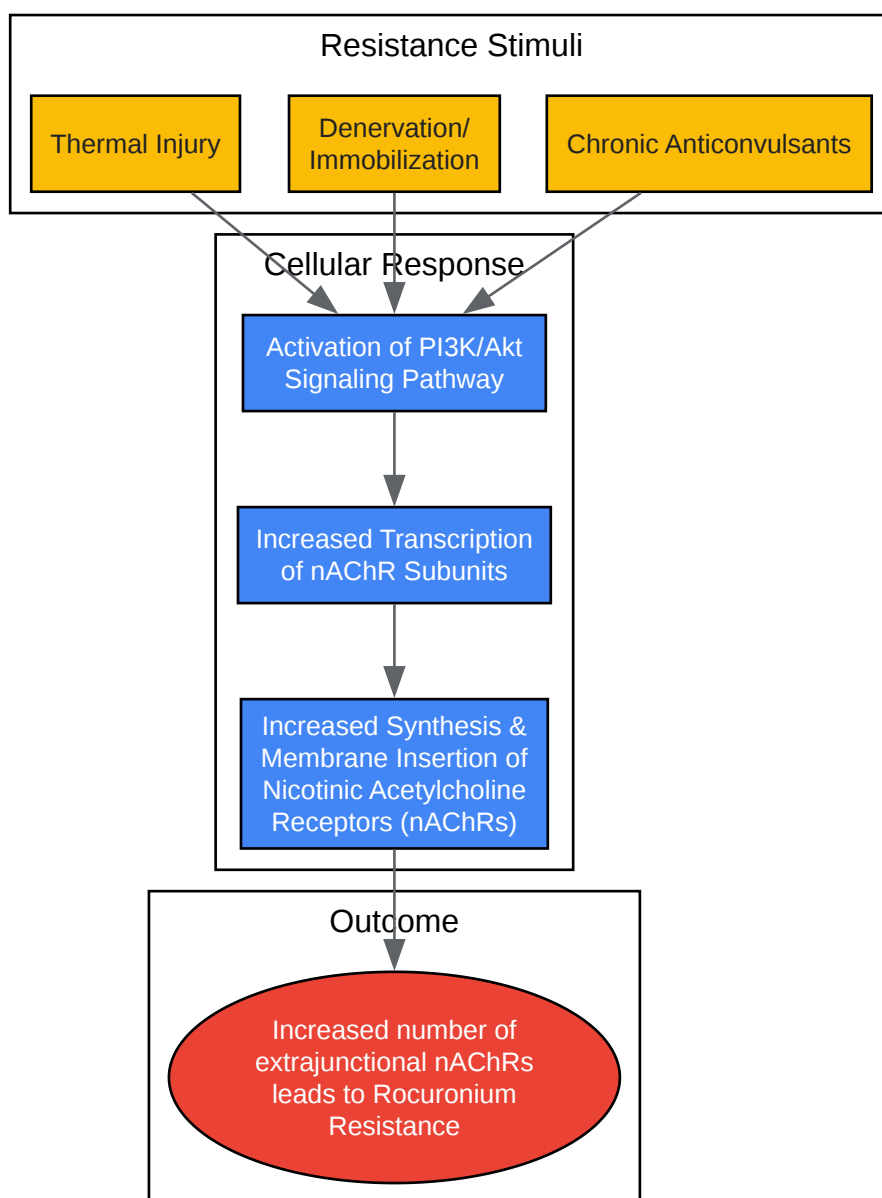 Resistance Stimuli
Thermal Injury
Denervation/
Immobilization
Chronic Anticonvulsants
Cellular Response
Activation of PI3K/Akt
Signaling Pathway
Increased Transcription
of nAChR Subunits
Increased Synthesis &
Membrane Insertion of
Nicotinic Acetylcholine
Receptors (nAChRs)
Outcome
Increased number of
extrajunctional nAChRs
leads to Rocuronium
Resistance